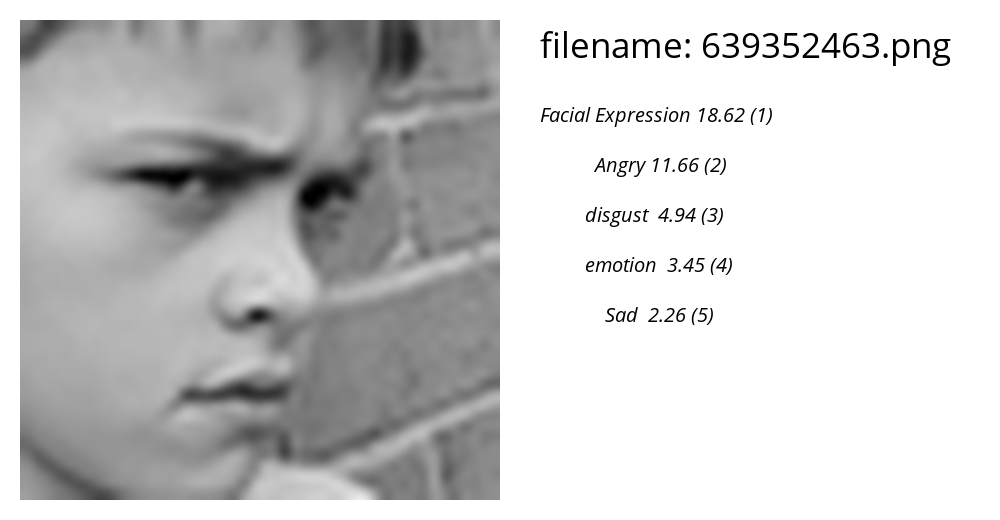 filename: 639352463.png
Facial Expression 18.62 (1)
Angry 11.66 (2)
disgust 4.94 (3)
emotion 3.45 (4)
Sad 2.26 (5)